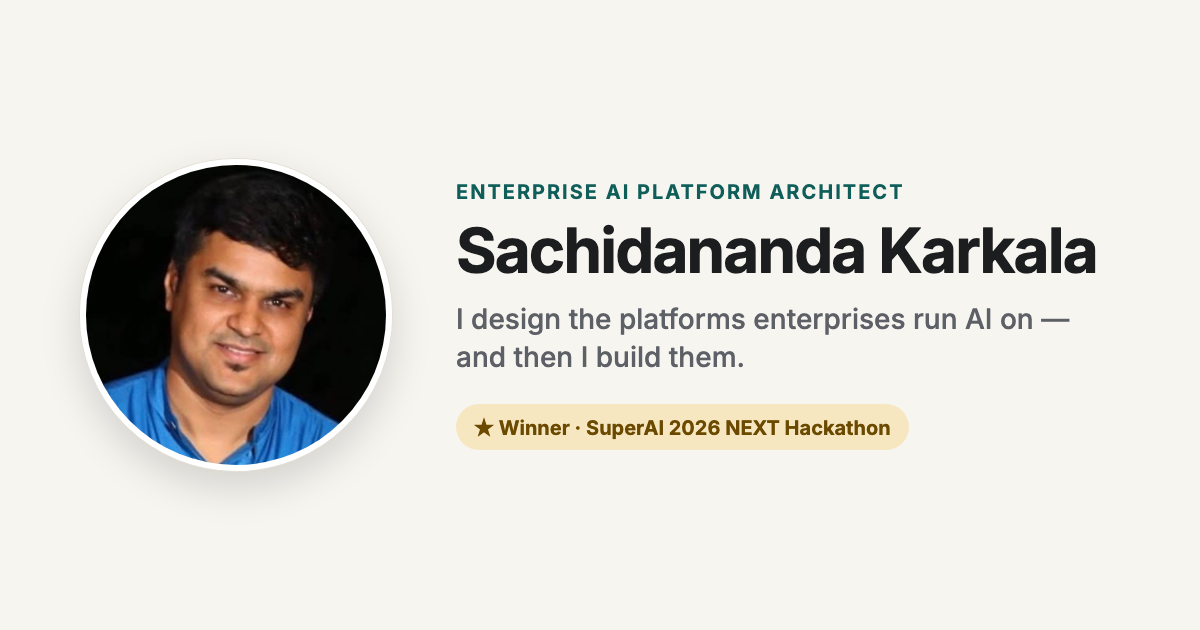 ENTERPRISE AI PLATFORM ARCHITECT
Sachidananda Karkala
I design the platforms enterprises run AI on —
and then I build them.
★ Winner · SuperAI 2026 NEXT Hackathon